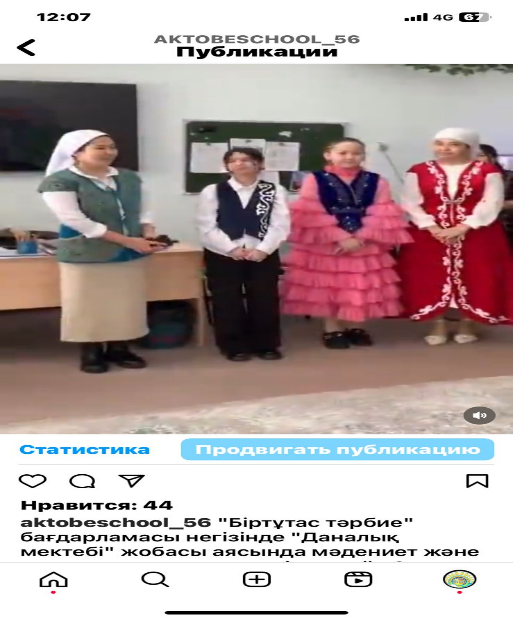 12:07
4G 67
AKTOBESCHOOL_56
Публикации
Статистика
Продвигать публикацию
Нравится: 44
aktobeschool_56 "Біртұтас тәрбие"
бағдарламасы негізінде "Даналық
мектебі" жобасы аясында мәдениет және